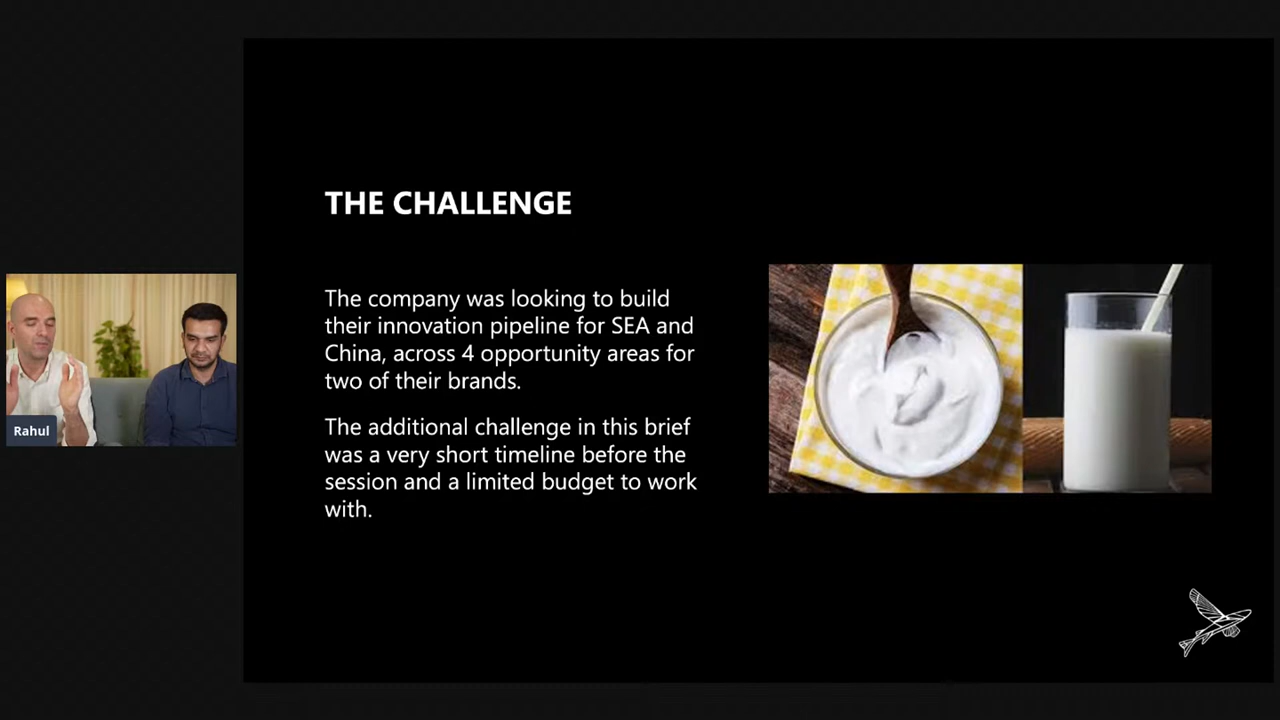 THE CHALLENGE
The company was looking to build
their innovation pipeline for SEA and
China, across 4 opportunity areas for
two of their brands.
The additional challenge in this brief
was a very short timeline before the
session and a limited budget to work
with.
Rahul